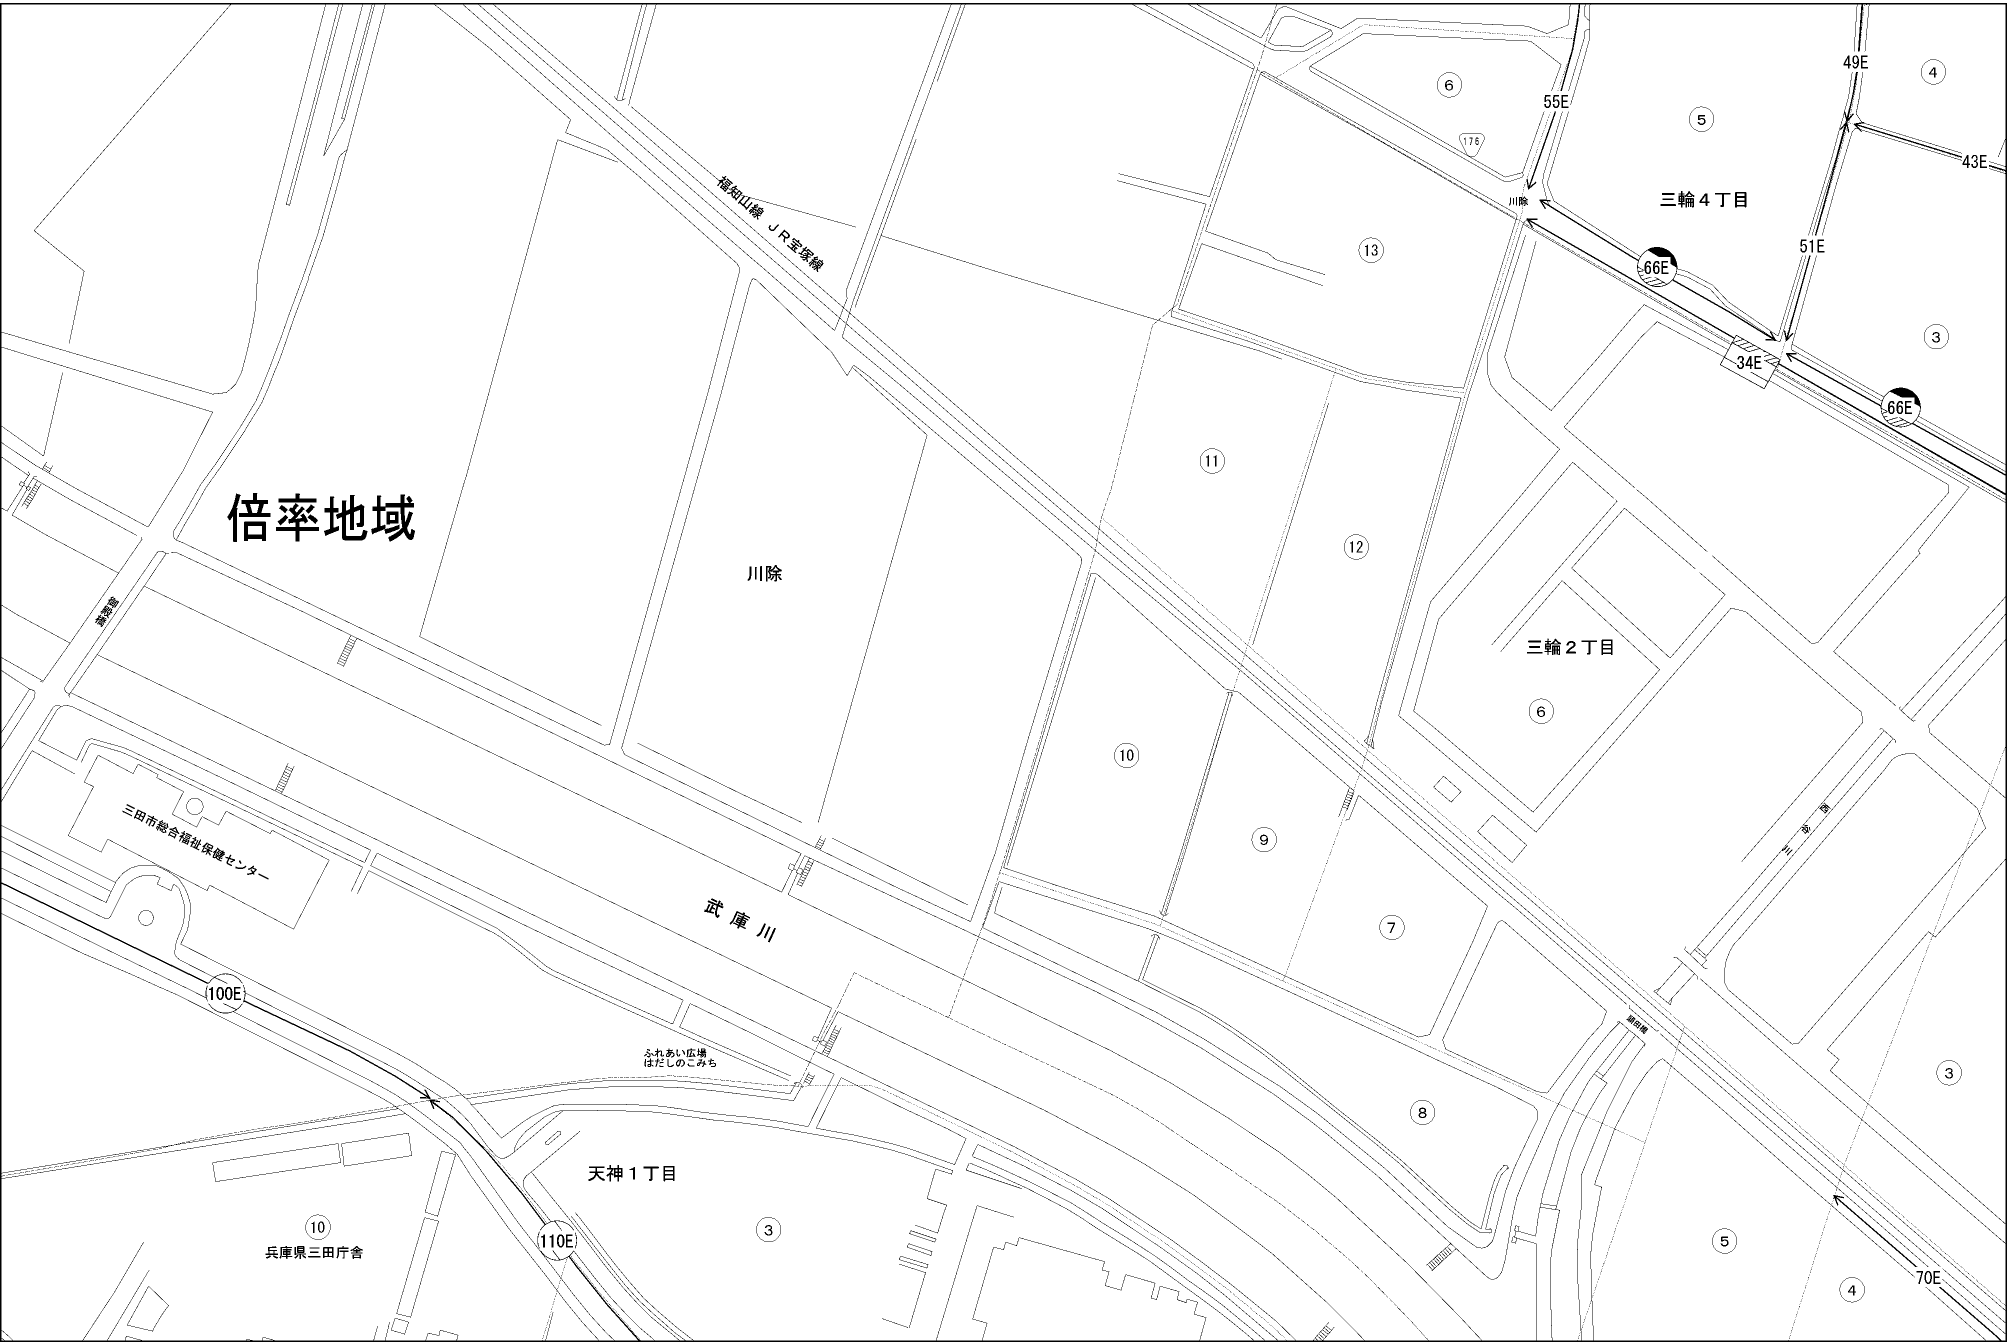 49E
④
⑥
55E
⑤
176
43E
三輪４丁目
福知山線 ＪＲ宝塚線
川除
⑬
51E
66E
③
34E
66E
⑪
倍率地域
⑫
川除
御殿橋
三輪２丁目
⑥
⑩
三田市総合福祉保健センター
⑨
武庫川
⑦
100E
ふれあい広場
はだしのこみち
③
⑧
天神１丁目
⑩
兵庫県三田庁舎
③
110E
⑤
70E
④